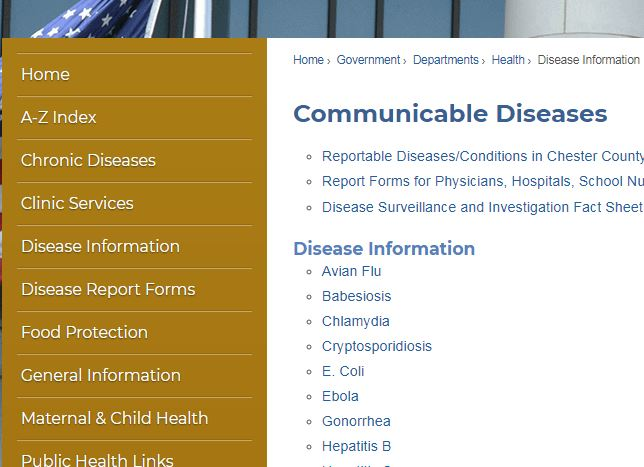 Home
A-Z Index
Chronic Diseases
Clinic Services
Disease Information
Disease Report Forms
Food Protection
General Information
Maternal & Child Health
Public Health Links
Home › Government › Departments › Health › Disease Information
Communicable Diseases
Reportable Diseases/Conditions in Chester County
Report Forms for Physicians, Hospitals, School Nu
Disease Surveillance and Investigation Fact Sheet
Disease Information
Avian Flu
Babesiosis
Chlamydia
Cryptosporidiosis
E. Coli
Ebola
Gonorrhea
Hepatitis B